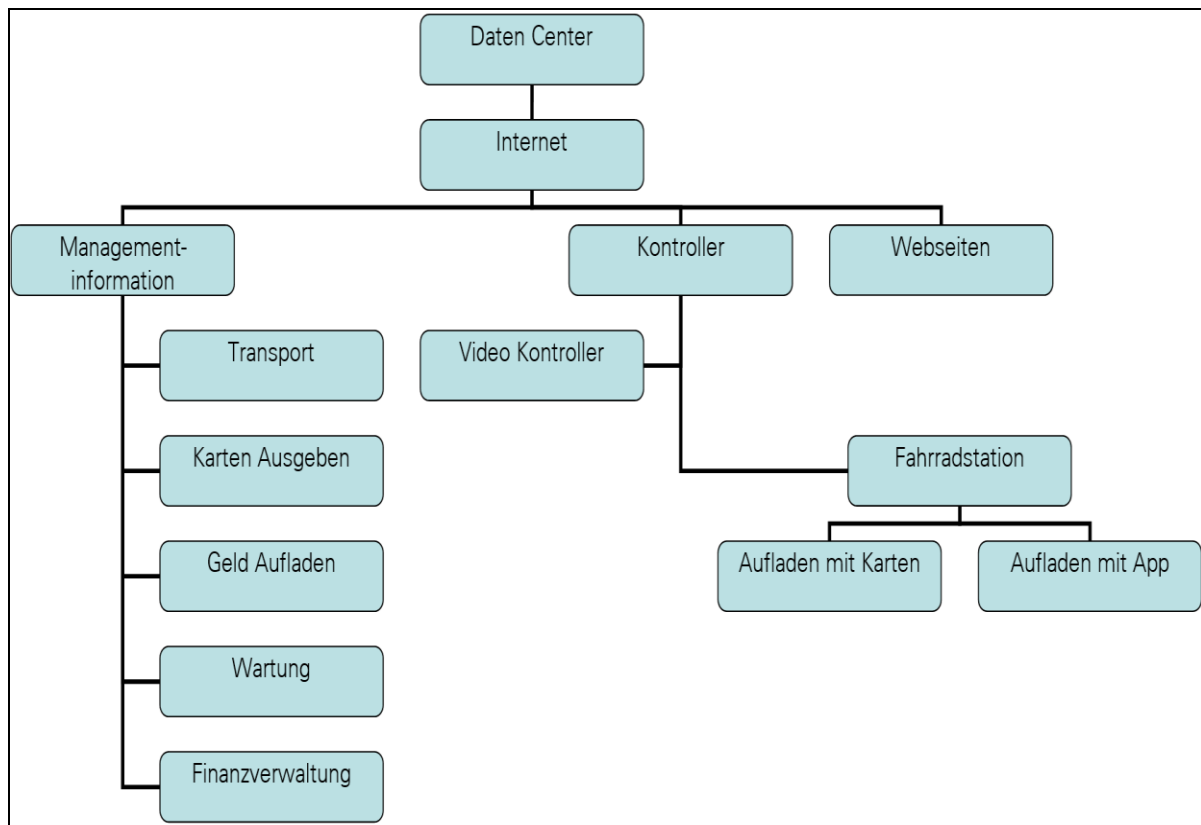 Daten Center
Internet
Management-
information
Kontroller
Webseiten
Transport
Video Kontroller
Karten Ausgeben
Fahrradstation
Geld Aufladen
Aufladen mit Karten
Aufladen mit App
Wartung
Finanzverwaltung